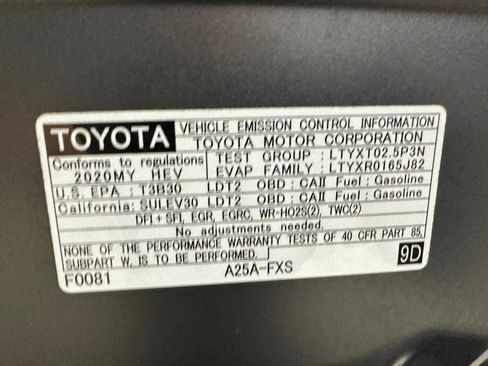 TOYOTA
VEHICLE EMISSION CONTROL INFORMATION
TOYOTA MOTOR CORPORATION
Conforms to regulations
2020MY HEV
TEST GROUP : LTYXT02.5P3N
EVAP FAMILY : LTYXR0165J82
U.S. EPA : T3B30 LDT2 OBD : CAII Fuel : Gasoline
California: SULEV30 LDT2 OBD : CAII Fuel : Gasoline
DFI + SFI, EGR, EGRC, WR-HO2S(2), TWC(2)
No adjustments needed.
NONE OF THE PERFORMANCE WARRANTY TESTS OF 40 CFR PART 85,
SUBPART W, IS TO BE PERFORMED.
9D
F0081
A25A-FXS